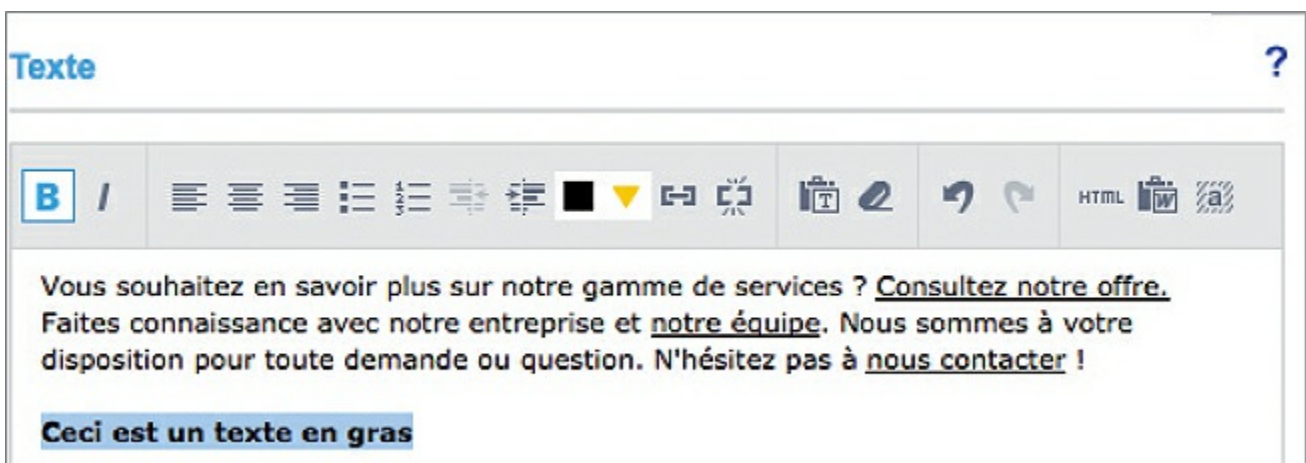 Texte
?
B I HTML T W a
Vous souhaitez en savoir plus sur notre gamme de services ? Consultez notre offre.
Faites connaissance avec notre entreprise et notre équipe. Nous sommes à votre
disposition pour toute demande ou question. N'hésitez pas à nous contacter !
Ceci est un texte en gras